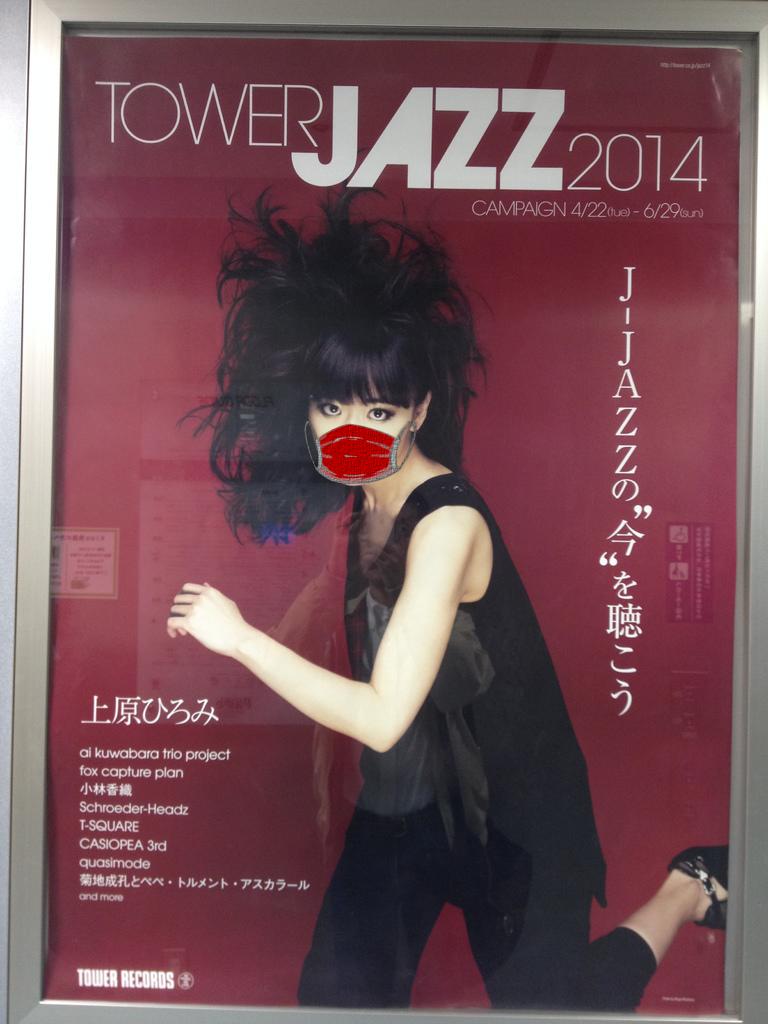 TOWER JAZZ 2014
CAMPAIGN 4/22(tue) - 6/29(sun)
J-JAZZの”今“を聴こう
上原ひろみ
ai kuwabara trio project
fox capture plan
小林香織
Schroeder-Headz
T-SQUARE
CASIOPEA 3rd
quasimode
菊地成孔とペペ・トルメント・アスカラール
and more
TOWER RECORDS